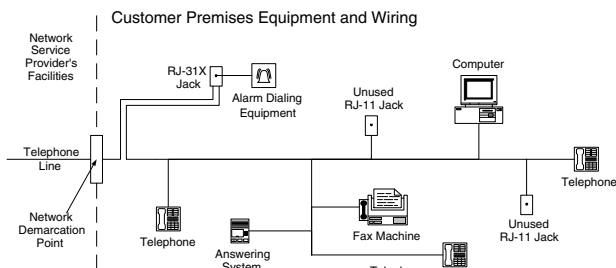 Customer Premises Equipment and Wiring
Network
Service
Provider's
Facilities
RJ-31X
Jack
Alarm Dialing
Equipment
Unused
RJ-11 Jack
Computer
Telephone
Line
Network
Demarcation
Point
Telephone
Answering
System
Fax Machine
Unused
RJ-11 Jack
Telephone